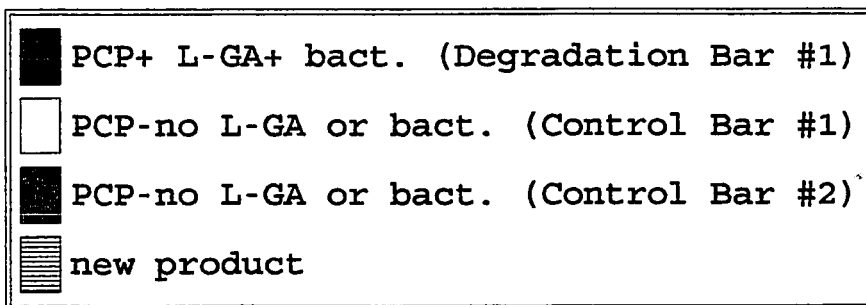 PCP+ L-GA+ bact. (Degradation Bar #1)
PCP-no L-GA or bact. (Control Bar #1)
PCP-no L-GA or bact. (Control Bar #2)
new product